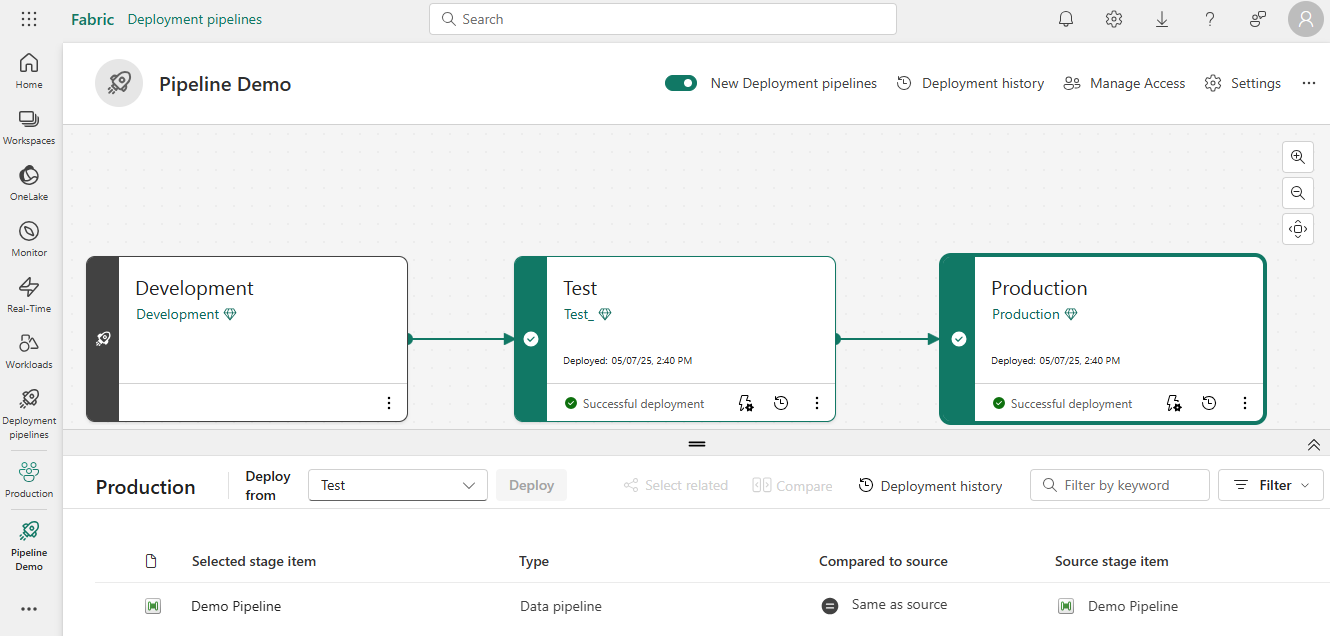 Fabric Deployment pipelines Search
Pipeline Demo New Deployment pipelines Deployment history Manage Access Settings
Home
Workspaces
OneLake
Monitor
Real-Time
Workloads
Deployment
pipelines
Production
Pipeline
Demo
Development
Development
Test
Test_
Deployed: 05/07/25, 2:40 PM
Successful deployment
Production
Production
Deployed: 05/07/25, 2:40 PM
Successful deployment
Production Deploy from Test Deploy Select related Compare Deployment history Filter by keyword Filter
Selected stage item Type Compared to source Source stage item
Demo Pipeline Data pipeline Same as source Demo Pipeline